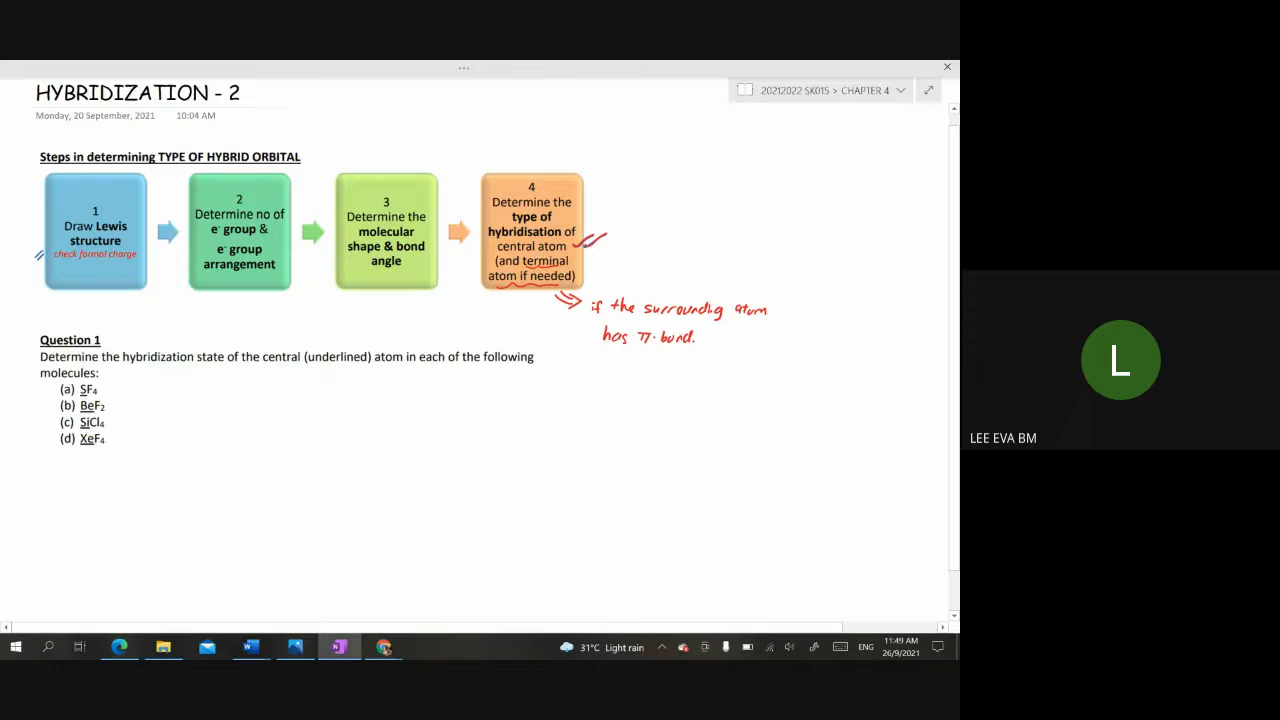 HYBRIDIZATION - 2
20212022 SK015 > CHAPTER 4
Monday, 20 September, 2021 10:04 AM
Steps in determining TYPE OF HYBRID ORBITAL
1
Draw Lewis
structure
check formal charge
2
Determine no of
e- group &
e- group
arrangement
3
Determine the
molecular
shape & bond
angle
4
Determine the
type of
hybridisation of
central atom
(and terminal
atom if needed)
if the surroundig atom
has π-bond.
Question 1
Determine the hybridization state of the central (underlined) atom in each of the following
molecules:
(a) SF4
(b) BeF2
(c) SiCl4
(d) XeF4
L
LEE EVA BM
31°C Light rain
ENG
11:49 AM
26/9/2021